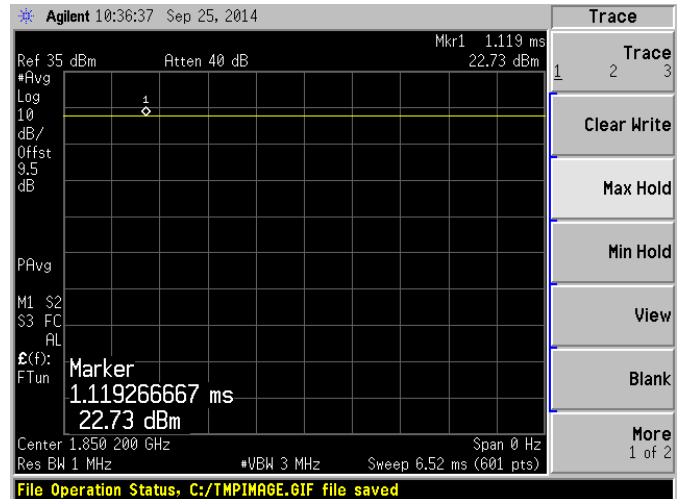 Agilent 10:36:37 Sep 25, 2014
Trace
Mkr1 1.119 ms
Ref 35 dBm Atten 40 dB 22.73 dBm
#Avg
Log
10
dB/
Offst
9.5
dB
1
PAvg
M1 S2
S3 FC
AL
£(f):
FTun
Marker
1.119266667 ms
22.73 dBm
Center 1.850 200 GHz Span 0 Hz
Res BW 1 MHz #VBW 3 MHz Sweep 6.52 ms (601 pts)
File Operation Status, C:/TMPIMAGE.GIF file saved
Trace
1 2 3
Clear Write
Max Hold
Min Hold
View
Blank
More
1 of 2